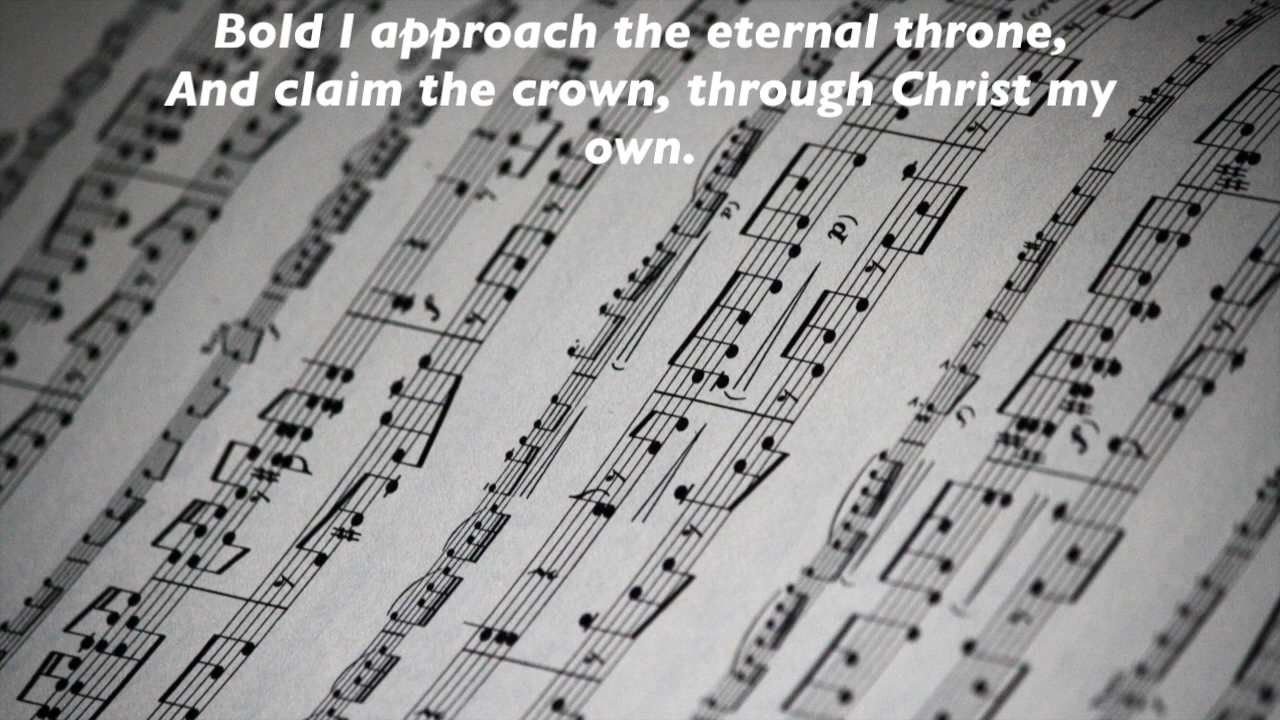 Bold I approach the eternal throne,
And claim the crown, through Christ my
own.